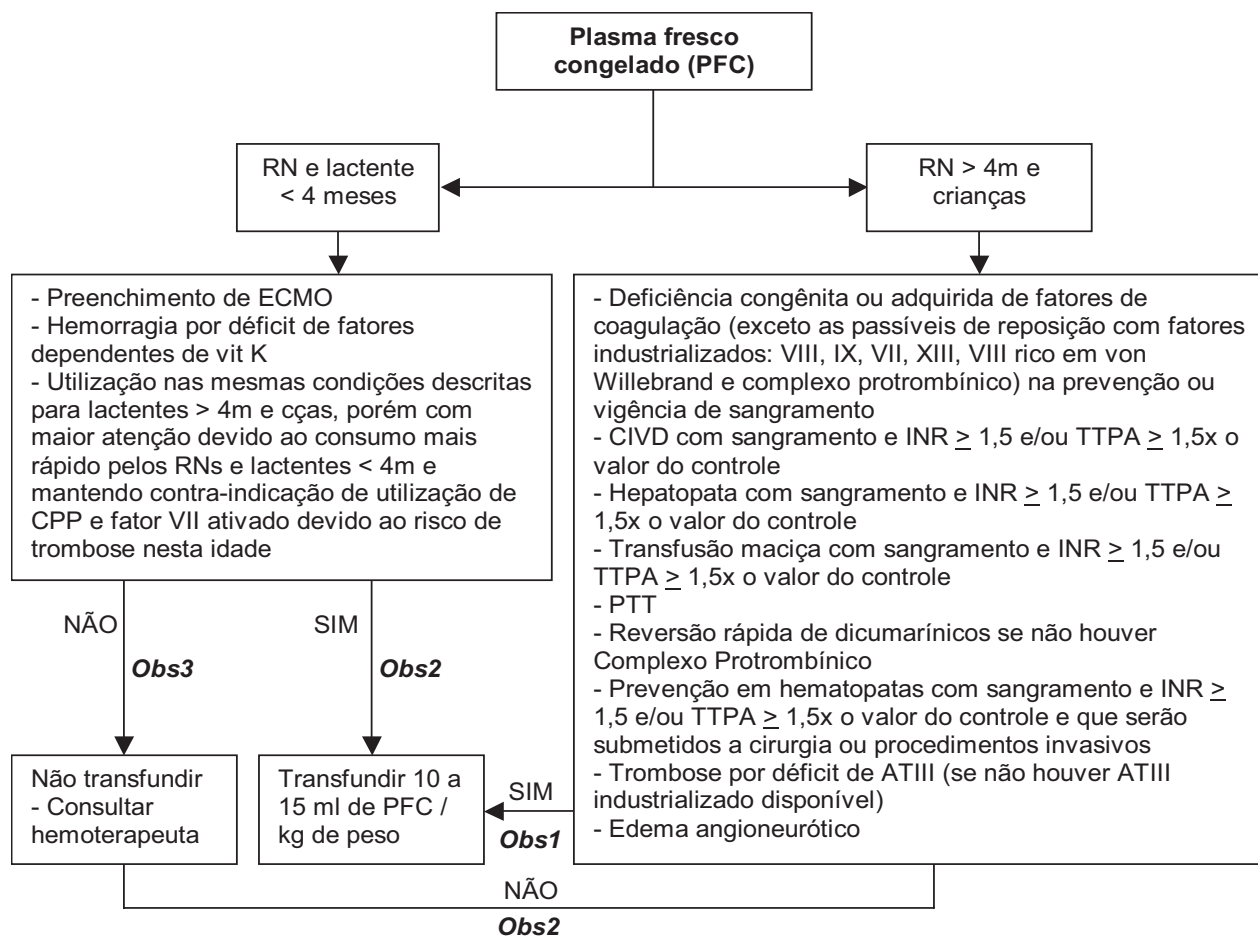 Plasma fresco
congelado (PFC)
RN e lactente
< 4 meses
RN > 4m e
crianças
- Preenchimento de ECMO
- Hemorragia por déficit de fatores
dependentes de vit K
- Utilização nas mesmas condições descritas
para lactentes > 4m e cças, porém com
maior atenção devido ao consumo mais
rápido pelos RNs e lactentes < 4m e
mantendo contra-indicação de utilização de
CPP e fator VII ativado devido ao risco de
trombose nesta idade
- Deficiência congênita ou adquirida de fatores de
coagulação (exceto as passíveis de reposição com fatores
industrializados: VIII, IX, VII, XIII, VIII rico em von
Willebrand e complexo protrombínico) na prevenção ou
vigência de sangramento
- CIVD com sangramento e INR ≥ 1,5 e/ou TTPA ≥ 1,5x o
valor do controle
- Hepatopata com sangramento e INR ≥ 1,5 e/ou TTPA ≥
1,5x o valor do controle
- Transfusão maciça com sangramento e INR ≥ 1,5 e/ou
TTPA ≥ 1,5x o valor do controle
- PTT
- Reversão rápida de dicumarínicos se não houver
Complexo Protrombínico
- Prevenção em hematopatas com sangramento e INR ≥
1,5 e/ou TTPA ≥ 1,5x o valor do controle e que serão
submetidos a cirurgia ou procedimentos invasivos
- Trombose por déficit de ATIII (se não houver ATIII
industrializado disponível)
- Edema angioneurótico
NÃO
Obs3
SIM
Obs2
Não transfundir
- Consultar
hemoterapeuta
Transfundir 10 a
15 ml de PFC /
kg de peso
SIM
Obs1
NÃO
Obs2